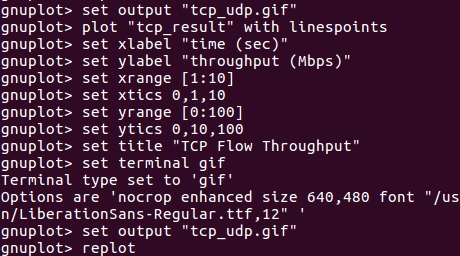 gnuplot> set output "tcp_udp.gif"
gnuplot> plot "tcp_result" with linespoints
gnuplot> set xlabel "time (sec)"
gnuplot> set ylabel "throughput (Mbps)"
gnuplot> set xrange [1:10]
gnuplot> set xtics 0,1,10
gnuplot> set yrange [0:100]
gnuplot> set ytics 0,10,100
gnuplot> set title "TCP Flow Throughput"
gnuplot> set terminal gif
Terminal type set to 'gif'
Options are 'nocrop enhanced size 640,480 font "/us
n/LiberationSans-Regular.ttf,12" '
gnuplot> set output "tcp_udp.gif"
gnuplot> replot